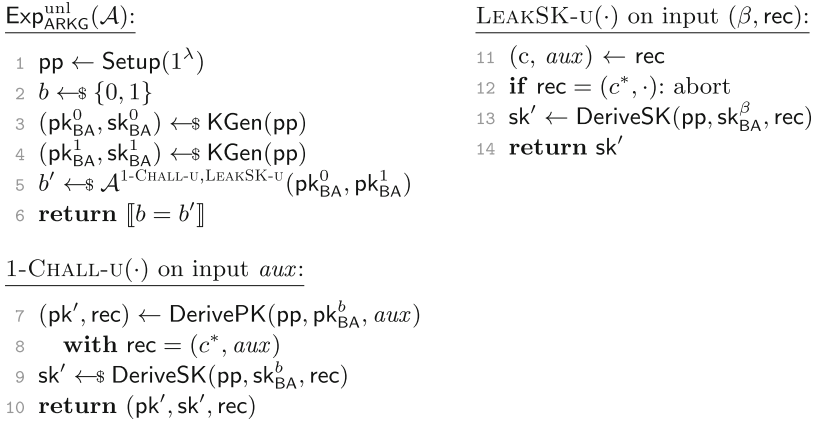 Exp^unl_ARKG(𝒜):
1 pp ← Setup(1^λ)
2 b ←$ {0, 1}
3 (pk^0_BA, sk^0_BA) ←$ KGen(pp)
4 (pk^1_BA, sk^1_BA) ←$ KGen(pp)
5 b′ ←$ 𝒜^1-CHALL-U,LEAKSK-U(pk^0_BA, pk^1_BA)
6 return ⟦b = b′⟧
1-CHALL-U(·) on input aux:
7 (pk′, rec) ← DerivePK(pp, pk^b_BA, aux)
8 with rec = (c*, aux)
9 sk′ ←$ DeriveSK(pp, sk^b_BA, rec)
10 return (pk′, sk′, rec)
LEAKSK-U(·) on input (β, rec):
11 (c, aux) ← rec
12 if rec = (c*, ·): abort
13 sk′ ← DeriveSK(pp, sk^β_BA, rec)
14 return sk′